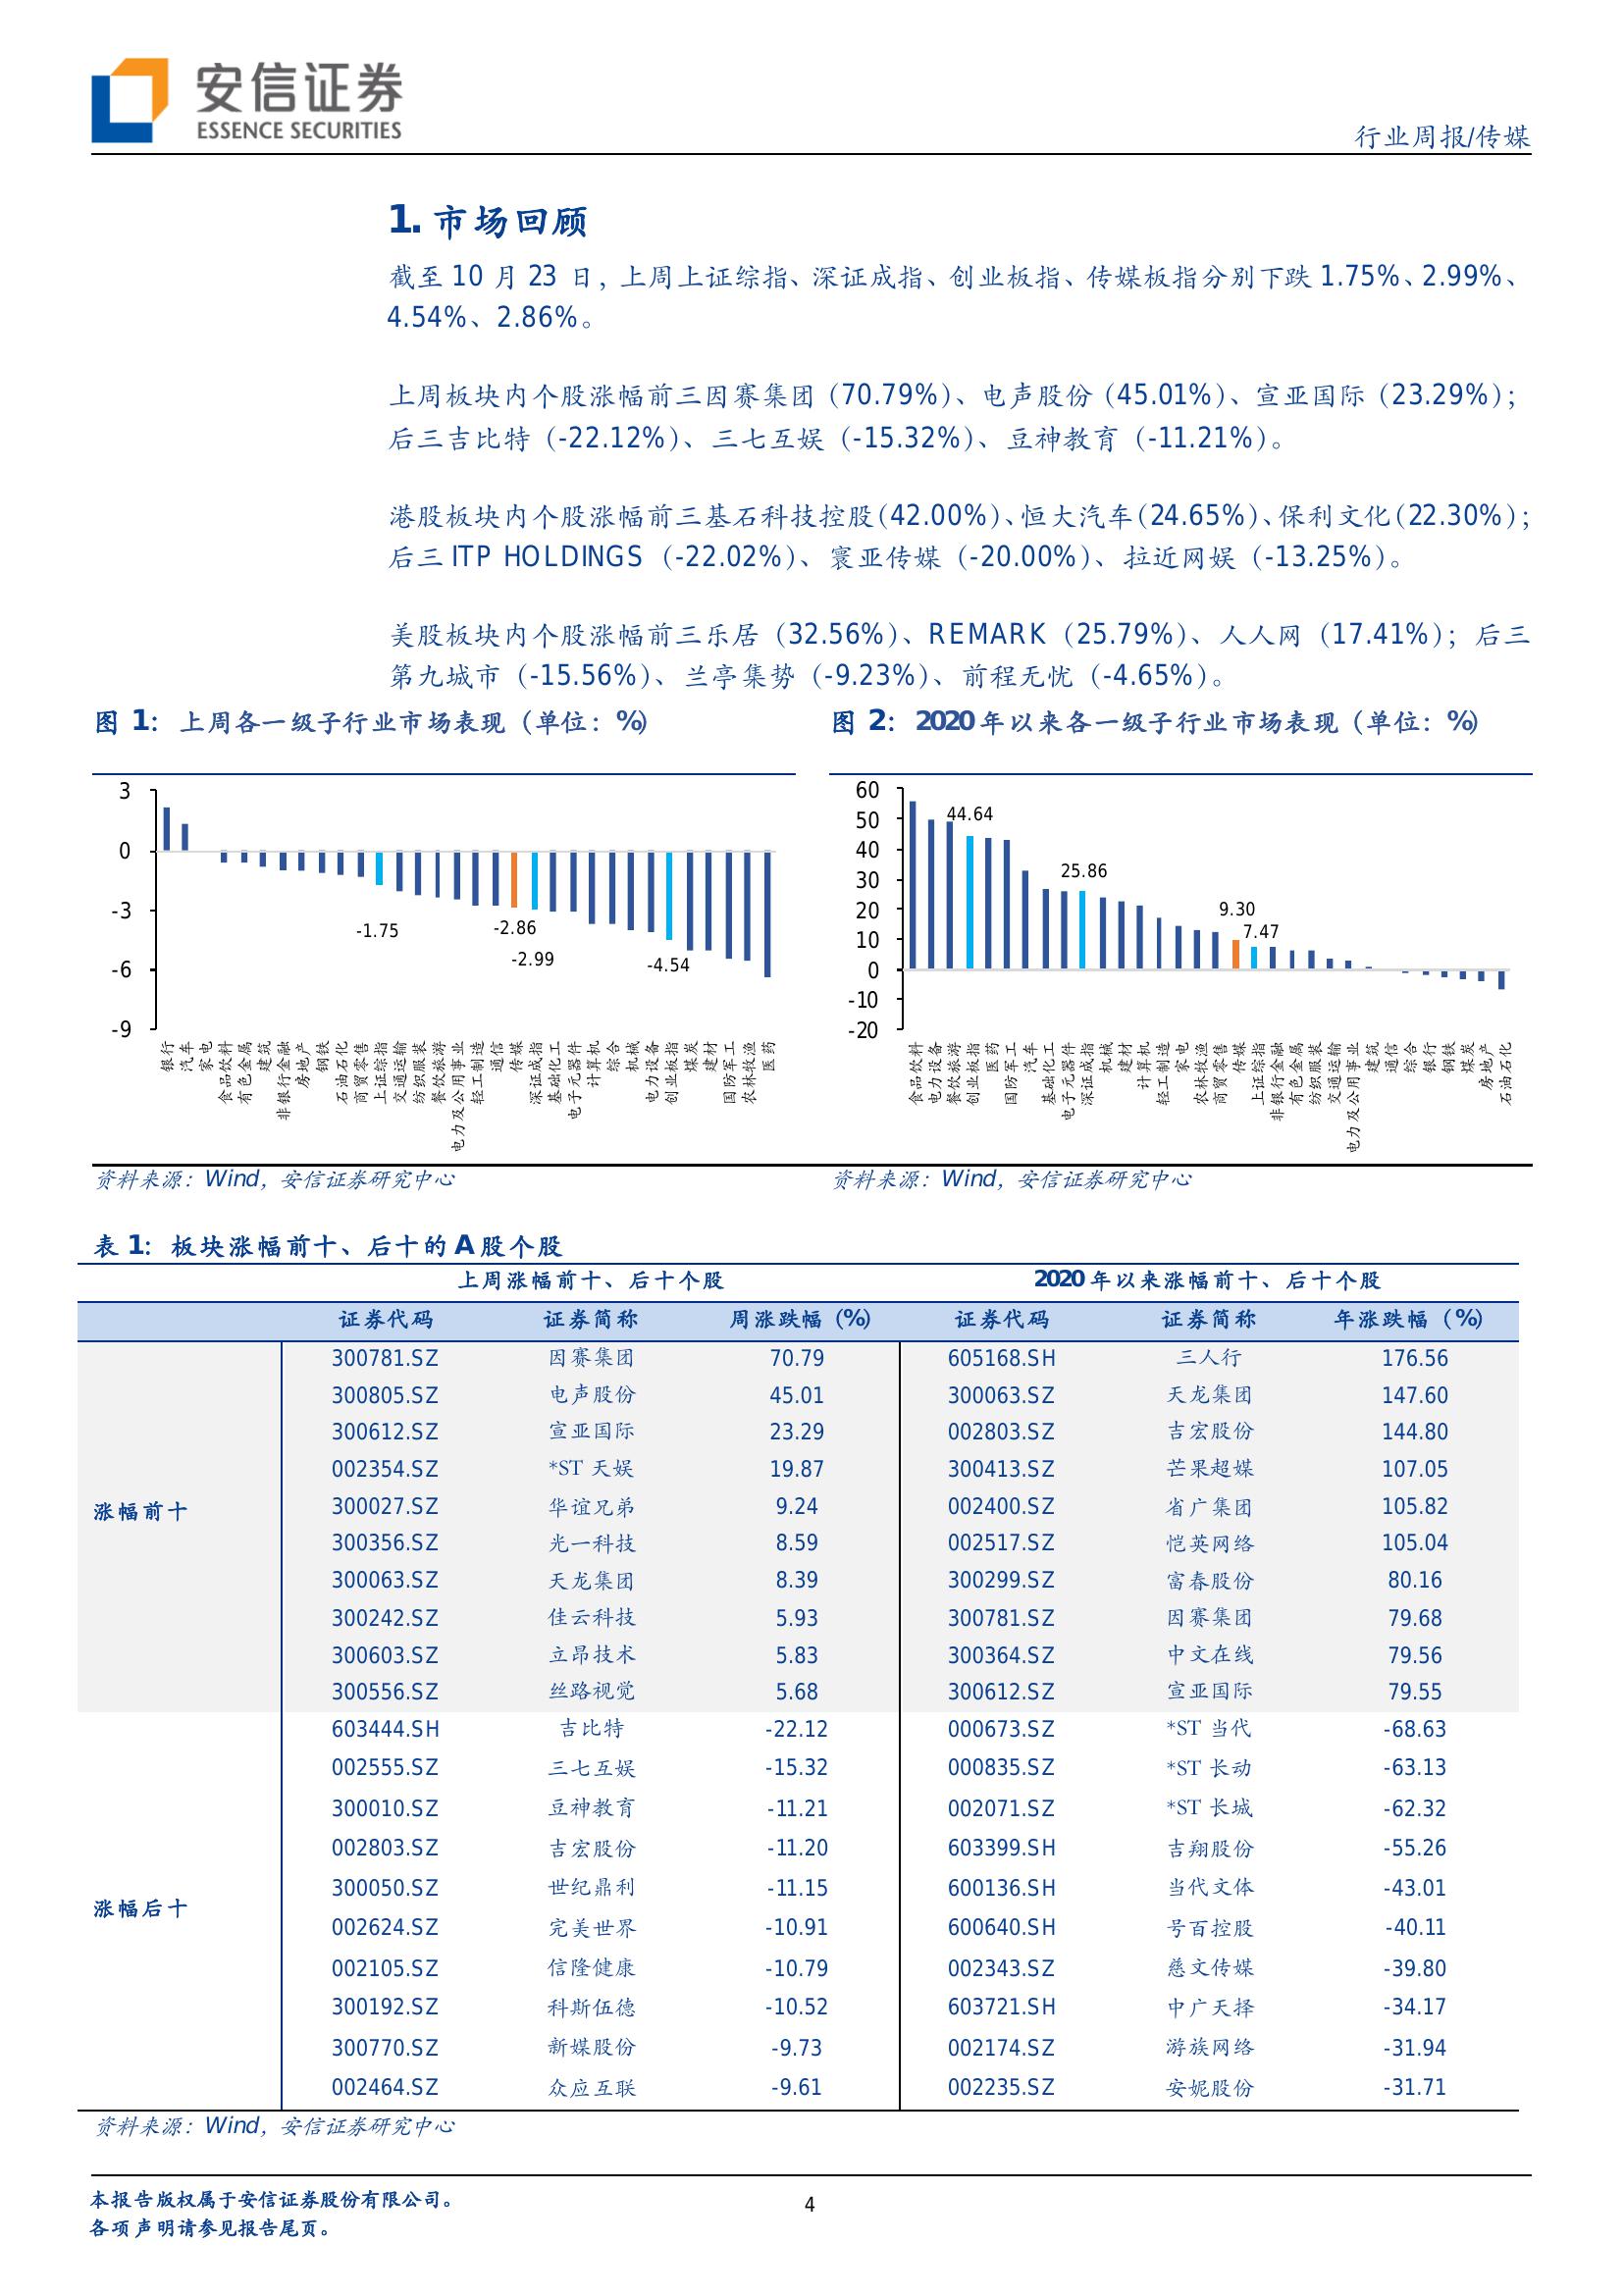 安信证券
ESSENCE SECURITIES
行业周报/传媒
1. 市场回顾
截至 10 月 23 日，上周上证综指、深证成指、创业板指、传媒板指分别下跌 1.75%、2.99%、
4.54%、2.86%。
上周板块内个股涨幅前三因赛集团（70.79%）、电声股份（45.01%）、宣亚国际（23.29%）；
后三吉比特（-22.12%）、三七互娱（-15.32%）、豆神教育（-11.21%）。
港股板块内个股涨幅前三基石科技控股(42.00%)、恒大汽车(24.65%)、保利文化(22.30%)；
后三 ITP HOLDINGS（-22.02%）、寰亚传媒（-20.00%）、拉近网娱（-13.25%）。
美股板块内个股涨幅前三乐居（32.56%）、REMARK（25.79%）、人人网（17.41%）；后三
第九城市（-15.56%）、兰亭集势（-9.23%）、前程无忧（-4.65%）。
图 1：上周各一级子行业市场表现（单位：%）
3
0
-3
-6
-9
-1.75
-2.86
-2.99
-4.54
银行
汽车
家电
食品饮料
有色金属
建筑
非银行金融
房地产
钢铁
石油石化
商贸零售
上证综指
交通运输
纺织服装
餐饮旅游
电力及公用事业
轻工制造
通信
传媒
深证成指
基础化工
电子元器件
计算机
综合
机械
电力设备
创业板指
煤炭
建材
国防军工
农林牧渔
医药
资料来源：Wind，安信证券研究中心
图 2：2020 年以来各一级子行业市场表现（单位：%）
60
50
40
30
20
10
0
-10
-20
44.64
25.86
9.30
7.47
食品饮料
电力设备
餐饮旅游
创业板指
医药
国防军工
汽车
基础化工
电子元器件
深证成指
机械
建材
计算机
轻工制造
家电
农林牧渔
商贸零售
传媒
上证综指
非银行金融
有色金属
纺织服装
交通运输
电力及公用事业
建筑
通信
综合
银行
钢铁
煤炭
房地产
石油石化
资料来源：Wind，安信证券研究中心
表 1：板块涨幅前十、后十的 A 股个股
上周涨幅前十、后十个股 2020 年以来涨幅前十、后十个股
证券代码 证券简称 周涨跌幅（%） 证券代码 证券简称 年涨跌幅（%）
涨幅前十
300781.SZ 因赛集团 70.79 605168.SH 三人行 176.56
300805.SZ 电声股份 45.01 300063.SZ 天龙集团 147.60
300612.SZ 宣亚国际 23.29 002803.SZ 吉宏股份 144.80
002354.SZ *ST 天娱 19.87 300413.SZ 芒果超媒 107.05
300027.SZ 华谊兄弟 9.24 002400.SZ 省广集团 105.82
300356.SZ 光一科技 8.59 002517.SZ 恺英网络 105.04
300063.SZ 天龙集团 8.39 300299.SZ 富春股份 80.16
300242.SZ 佳云科技 5.93 300781.SZ 因赛集团 79.68
300603.SZ 立昂技术 5.83 300364.SZ 中文在线 79.56
300556.SZ 丝路视觉 5.68 300612.SZ 宣亚国际 79.55
涨幅后十
603444.SH 吉比特 -22.12 000673.SZ *ST 当代 -68.63
002555.SZ 三七互娱 -15.32 000835.SZ *ST 长动 -63.13
300010.SZ 豆神教育 -11.21 002071.SZ *ST 长城 -62.32
002803.SZ 吉宏股份 -11.20 603399.SH 吉翔股份 -55.26
300050.SZ 世纪鼎利 -11.15 600136.SH 当代文体 -43.01
002624.SZ 完美世界 -10.91 600640.SH 号百控股 -40.11
002105.SZ 信隆健康 -10.79 002343.SZ 慈文传媒 -39.80
300192.SZ 科斯伍德 -10.52 603721.SH 中广天择 -34.17
300770.SZ 新媒股份 -9.73 002174.SZ 游族网络 -31.94
002464.SZ 众应互联 -9.61 002235.SZ 安妮股份 -31.71
资料来源：Wind，安信证券研究中心
本报告版权属于安信证券股份有限公司。
各项声明请参见报告尾页。
4